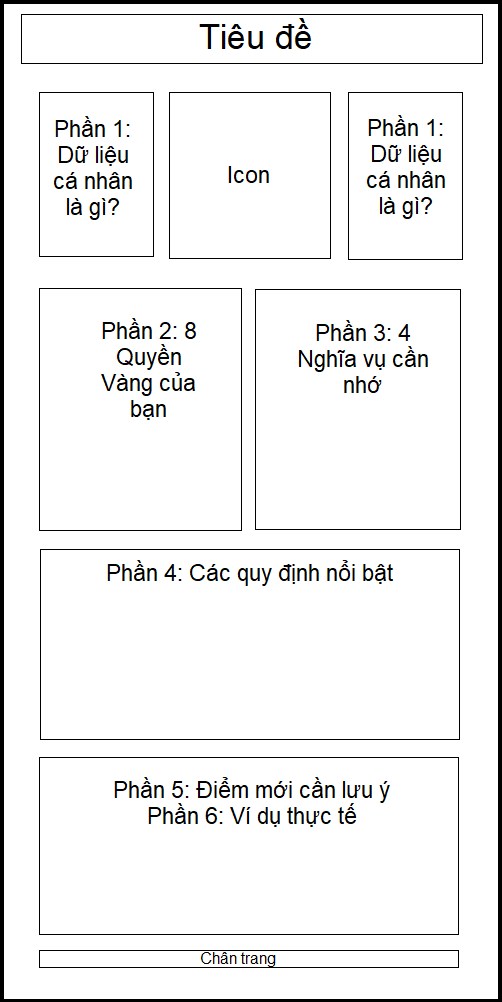 Tiêu đề
Phần 1:
Dữ liệu
cá nhân
là gì?
Icon
Phần 1:
Dữ liệu
cá nhân
là gì?
Phần 2: 8
Quyền
Vàng của
bạn
Phần 3: 4
Nghĩa vụ cần
nhớ
Phần 4: Các quy định nổi bật
Phần 5: Điểm mới cần lưu ý
Phần 6: Ví dụ thực tế
Chân trang